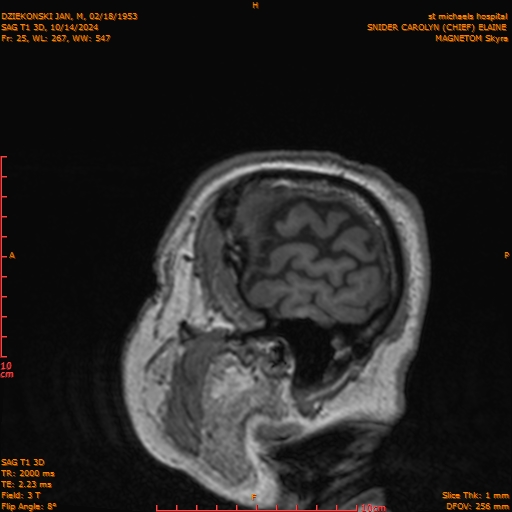 H
DZIEKONSKI JAN, M, 02/18/1953
SAG T1 3D, 10/14/2024
Fr: 25, WL: 267, WW: 547
st michaels hospital
SNIDER CAROLYN (CHIEF) ELAINE
MAGNETOM Skyra
A
P
10
cm
SAG T1 3D
TR: 2000 ms
TE: 2.23 ms
Field: 3 T
Flip Angle: 8°
F
10cm
Slice Thk: 1 mm
DFOV: 256 mm